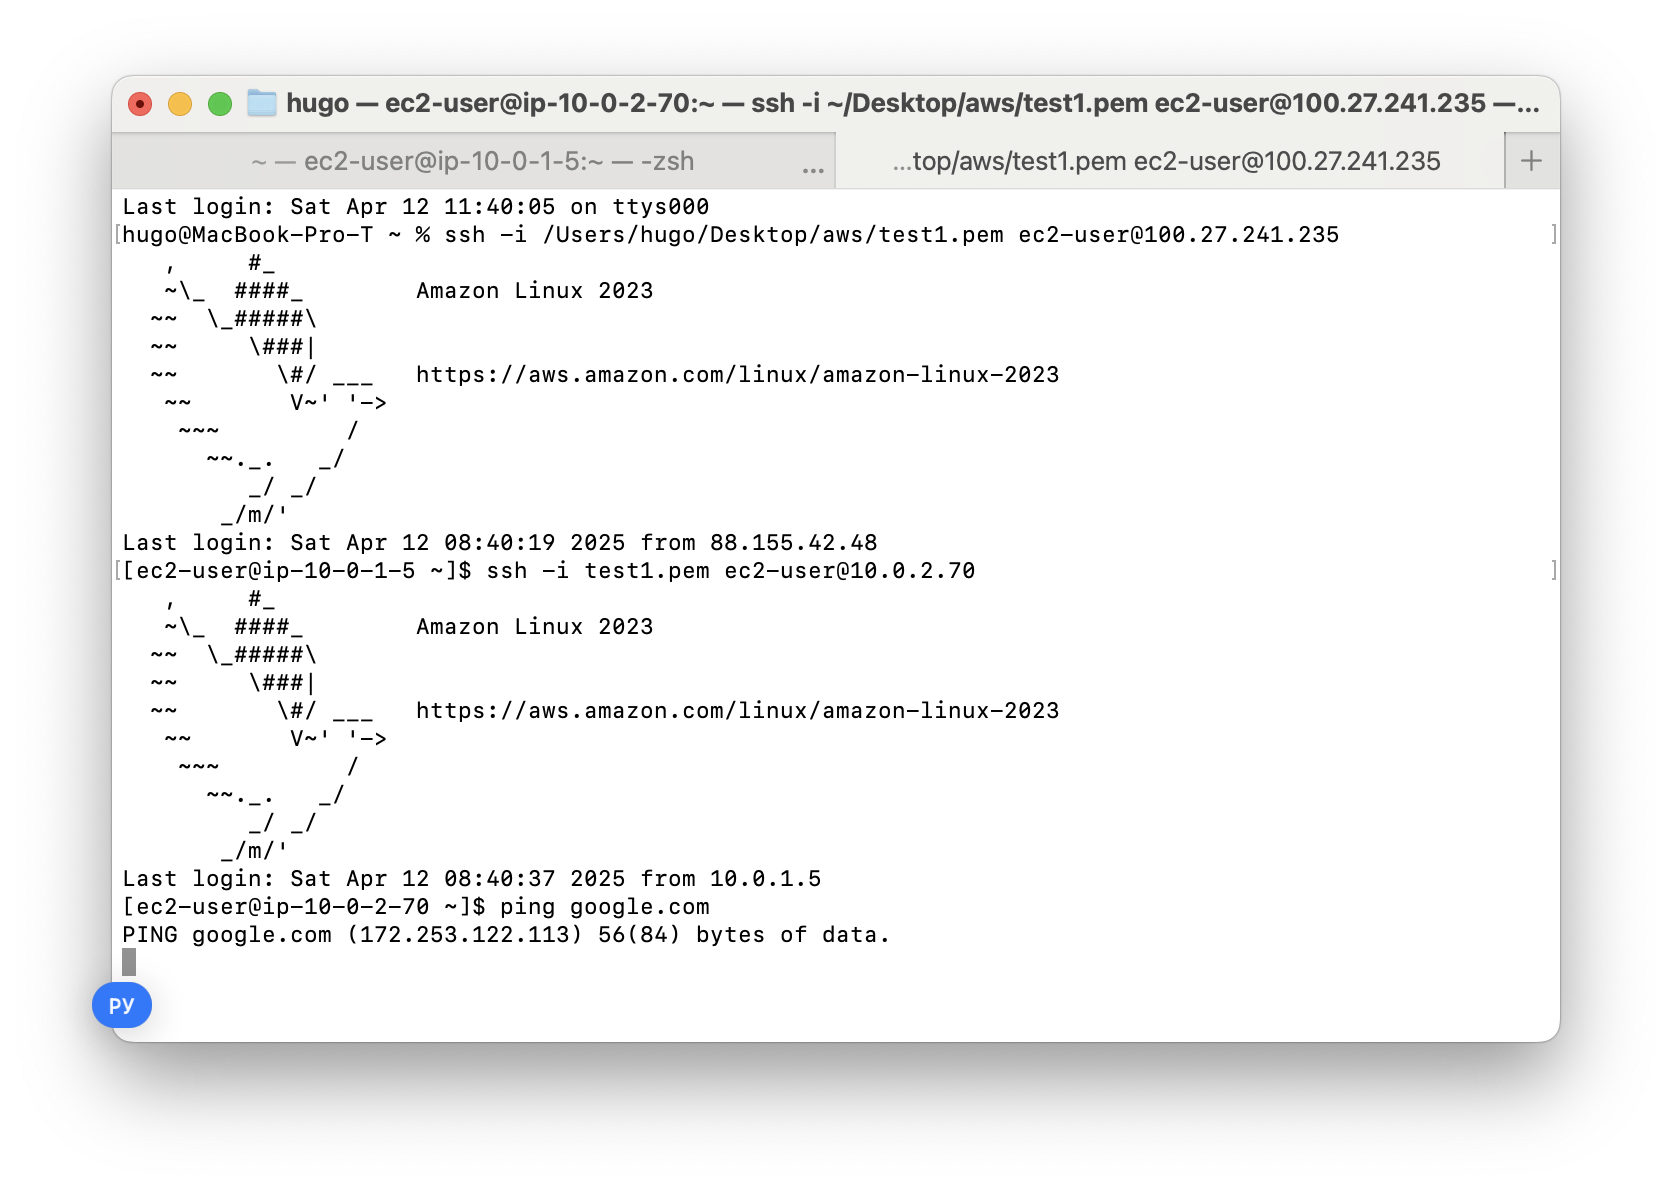 hugo — ec2-user@ip-10-0-2-70:~ — ssh -i ~/Desktop/aws/test1.pem ec2-user@100.27.241.235 —...
~ — ec2-user@ip-10-0-1-5:~ — -zsh ...
...top/aws/test1.pem ec2-user@100.27.241.235 +
Last login: Sat Apr 12 11:40:05 on ttys000
[hugo@MacBook-Pro-T ~ % ssh -i /Users/hugo/Desktop/aws/test1.pem ec2-user@100.27.241.235 ]
   ,     #_
   ~\_  ####_        Amazon Linux 2023
  ~~  \_#####\
  ~~     \###|
  ~~       \#/ ___   https://aws.amazon.com/linux/amazon-linux-2023
   ~~       V~' '->
    ~~~         /
      ~~._.   _/
         _/ _/
       _/m/'
Last login: Sat Apr 12 08:40:19 2025 from 88.155.42.48
[[ec2-user@ip-10-0-1-5 ~]$ ssh -i test1.pem ec2-user@10.0.2.70 ]
   ,     #_
   ~\_  ####_        Amazon Linux 2023
  ~~  \_#####\
  ~~     \###|
  ~~       \#/ ___   https://aws.amazon.com/linux/amazon-linux-2023
   ~~       V~' '->
    ~~~         /
      ~~._.   _/
         _/ _/
       _/m/'
Last login: Sat Apr 12 08:40:37 2025 from 10.0.1.5
[ec2-user@ip-10-0-2-70 ~]$ ping google.com
PING google.com (172.253.122.113) 56(84) bytes of data.
РУ